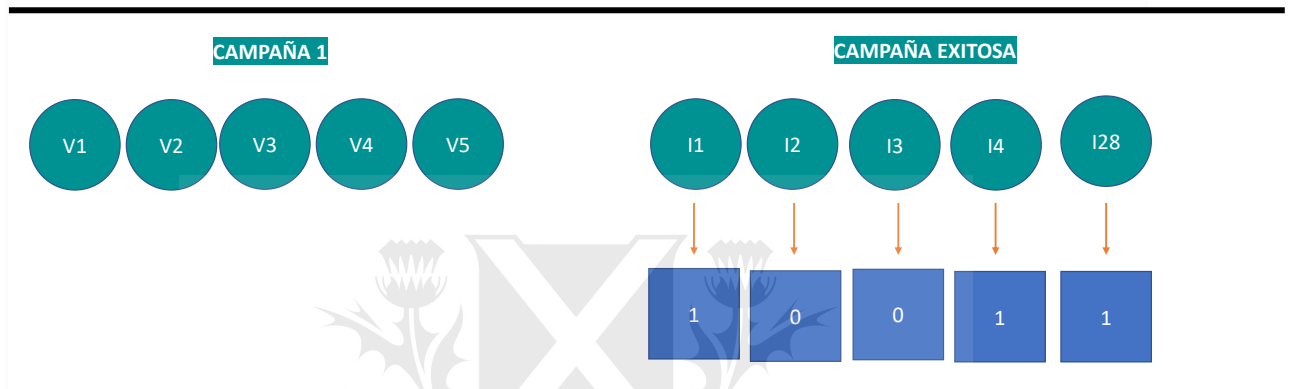 CAMPAÑA 1
CAMPAÑA EXITOSA
V1 V2 V3 V4 V5
I1 I2 I3 I4 I28
1 0 0 1 1